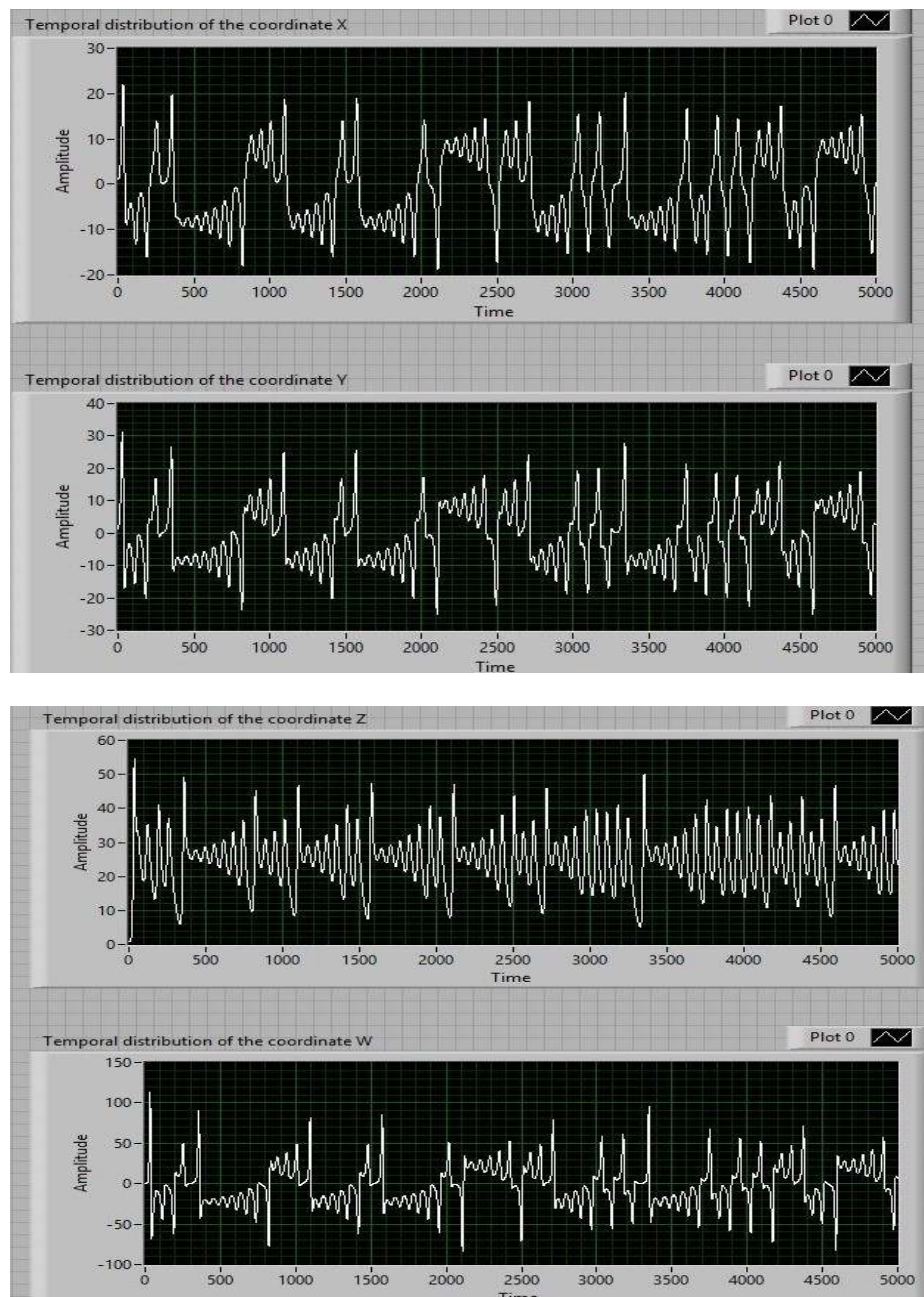 Temporal distribution of the coordinate X
Plot 0
30
20
10
0
-10
-20
Amplitude
0 500 1000 1500 2000 2500 3000 3500 4000 4500 5000
Time
Temporal distribution of the coordinate Y
Plot 0
40
30
20
10
0
-10
-20
-30
Amplitude
0 500 1000 1500 2000 2500 3000 3500 4000 4500 5000
Time
Temporal distribution of the coordinate Z
Plot 0
60
50
40
30
20
10
0
Amplitude
0 500 1000 1500 2000 2500 3000 3500 4000 4500 5000
Time
Temporal distribution of the coordinate W
Plot 0
150
100
50
0
-50
-100
Amplitude
0 500 1000 1500 2000 2500 3000 3500 4000 4500 5000
Time